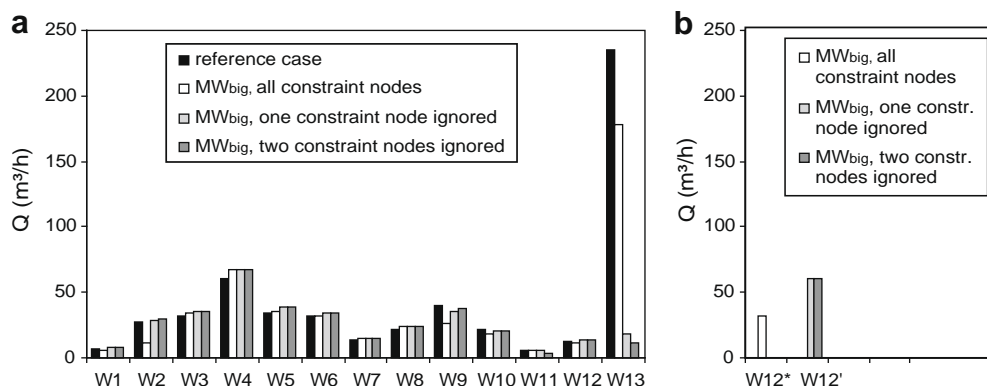 a
250
200
150
100
50
0
Q (m³/h)
reference case
MWbig, all constraint nodes
MWbig, one constraint node ignored
MWbig, two constraint nodes ignored
W1 W2 W3 W4 W5 W6 W7 W8 W9 W10 W11 W12 W13
b
250
200
150
100
50
0
Q (m³/h)
MWbig, all
constraint nodes
MWbig, one constr.
node ignored
MWbig, two constr.
nodes ignored
W12* W12'